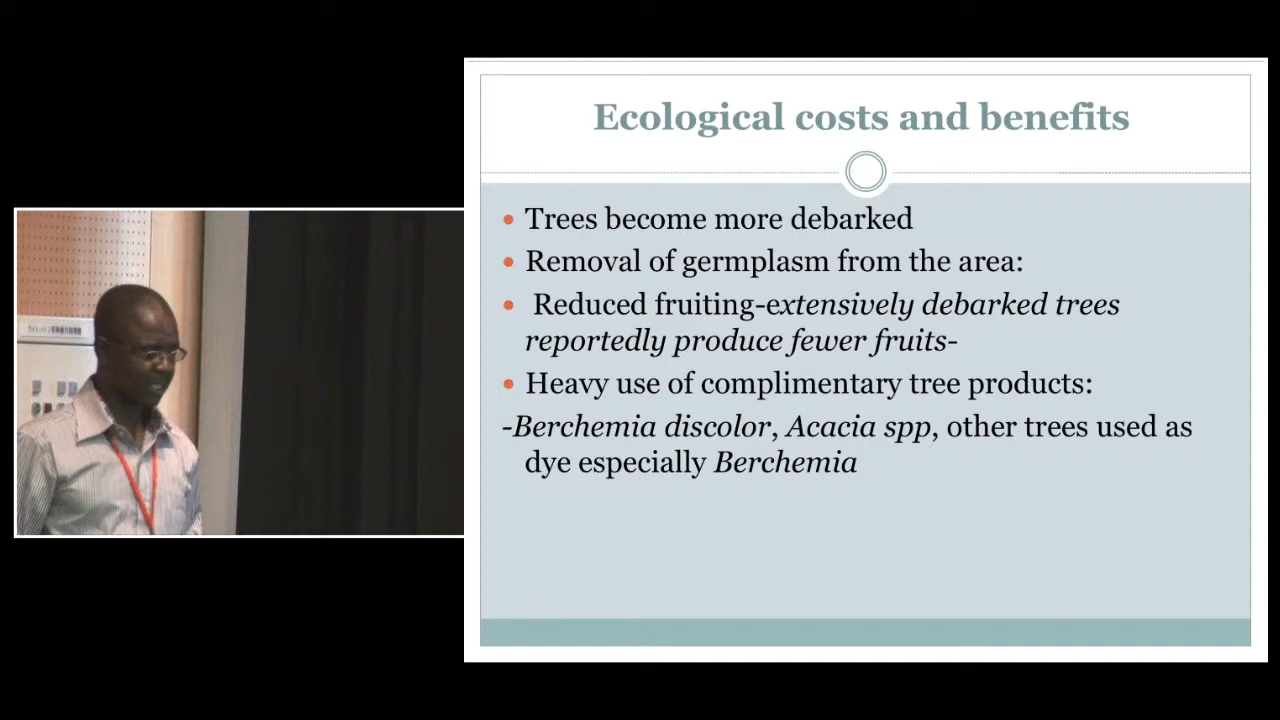 Ecological costs and benefits
• Trees become more debarked
• Removal of germplasm from the area:
• Reduced fruiting-extensively debarked trees
reportedly produce fewer fruits-
• Heavy use of complimentary tree products:
-Berchemia discolor, Acacia spp, other trees used as
dye especially Berchemia